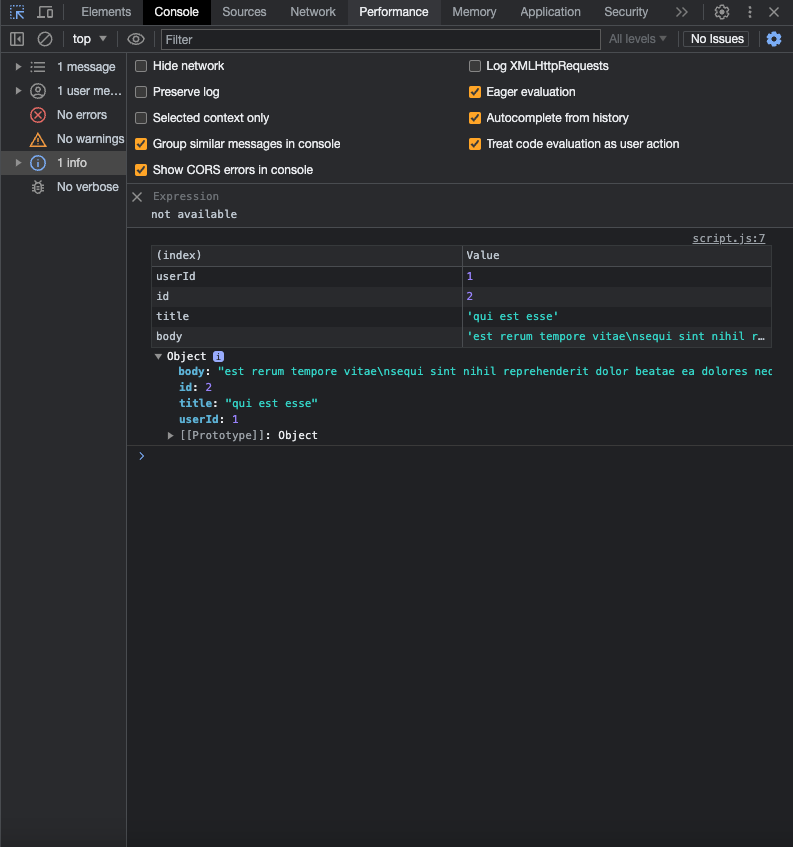 Elements Console Sources Network Performance Memory Application Security
top Filter All levels No Issues
1 message
1 user me…
No errors
No warnings
1 info
No verbose
Hide network Log XMLHttpRequests
Preserve log Eager evaluation
Selected context only Autocomplete from history
Group similar messages in console Treat code evaluation as user action
Show CORS errors in console
Expression
not available
script.js:7
(index) Value
userId 1
id 2
title 'qui est esse'
body 'est rerum tempore vitae\nsequi sint nihil r…
Object i
body: "est rerum tempore vitae\nsequi sint nihil reprehenderit dolor beatae ea dolores nec
id: 2
title: "qui est esse"
userId: 1
[[Prototype]]: Object